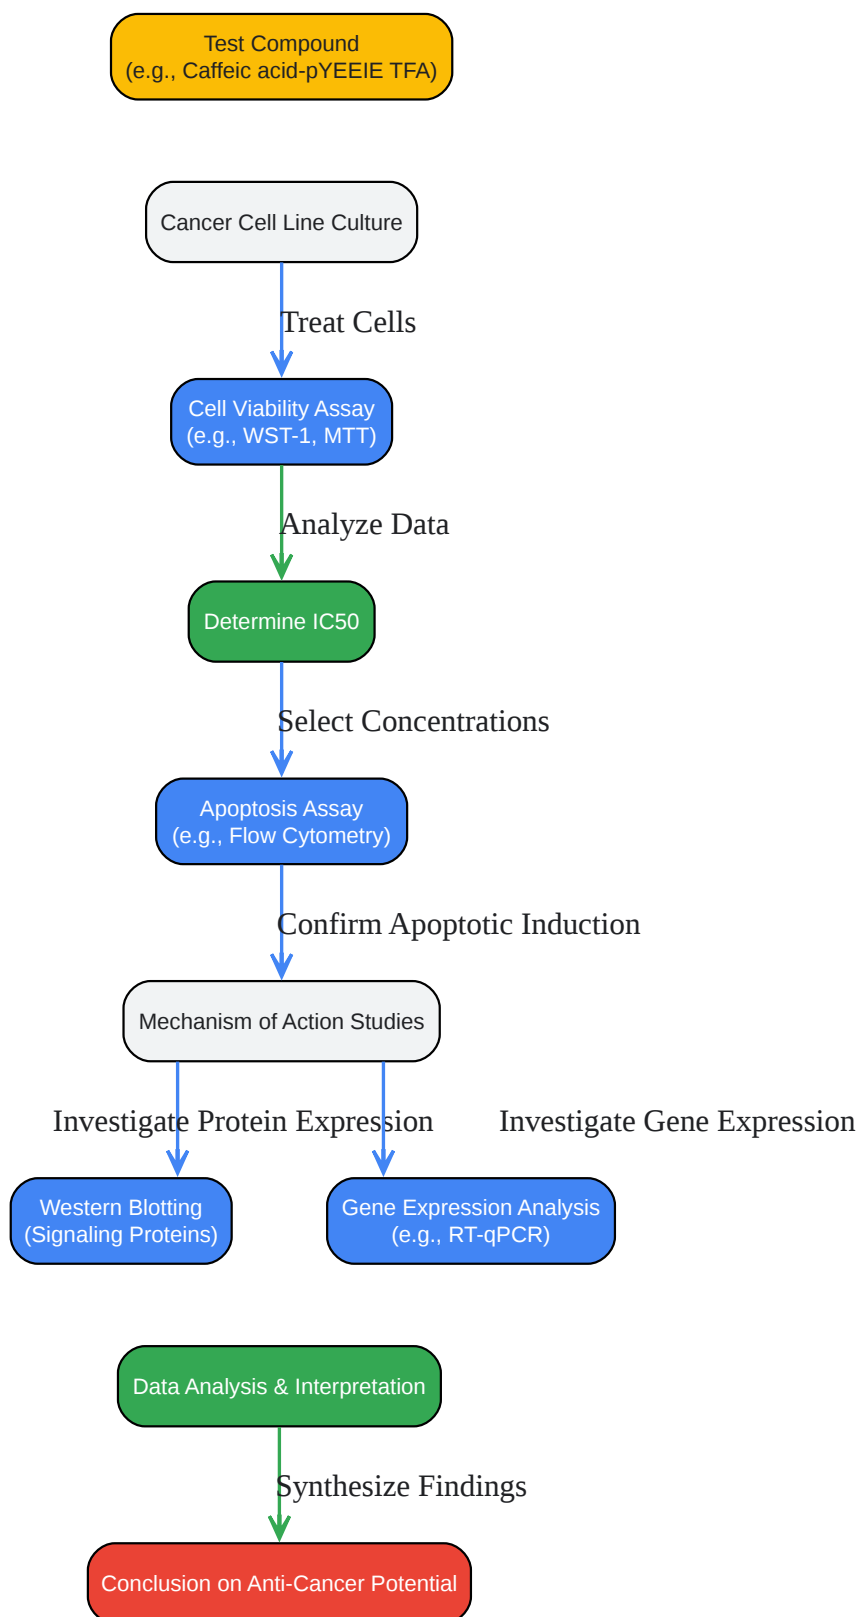 Test Compound
(e.g., Caffeic acid-pYEEIE TFA)
Cancer Cell Line Culture
Treat Cells
Cell Viability Assay
(e.g., WST-1, MTT)
Analyze Data
Determine IC50
Select Concentrations
Apoptosis Assay
(e.g., Flow Cytometry)
Confirm Apoptotic Induction
Mechanism of Action Studies
Investigate Protein Expression
Investigate Gene Expression
Western Blotting
(Signaling Proteins)
Gene Expression Analysis
(e.g., RT-qPCR)
Data Analysis & Interpretation
Synthesize Findings
Conclusion on Anti-Cancer Potential